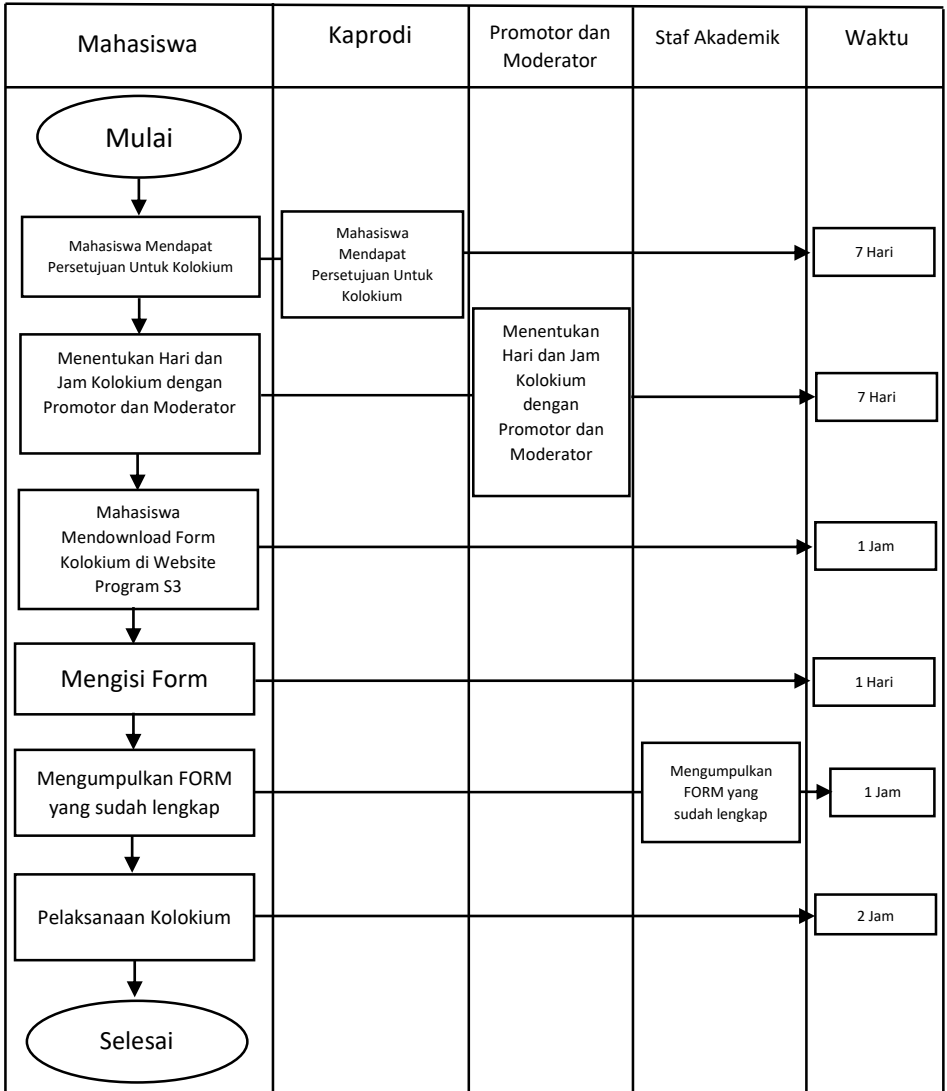 Mahasiswa
Kaprodi
Promotor dan
Moderator
Staf Akademik
Waktu
Mulai
Mahasiswa Mendapat
Persetujuan Untuk Kolokium
Mahasiswa
Mendapat
Persetujuan Untuk
Kolokium
7 Hari
Menentukan Hari dan
Jam Kolokium dengan
Promotor dan Moderator
Menentukan
Hari dan Jam
Kolokium
dengan
Promotor dan
Moderator
7 Hari
Mahasiswa
Mendownload Form
Kolokium di Website
Program S3
1 Jam
Mengisi Form
1 Hari
Mengumpulkan FORM
yang sudah lengkap
Mengumpulkan
FORM yang
sudah lengkap
1 Jam
Pelaksanaan Kolokium
2 Jam
Selesai